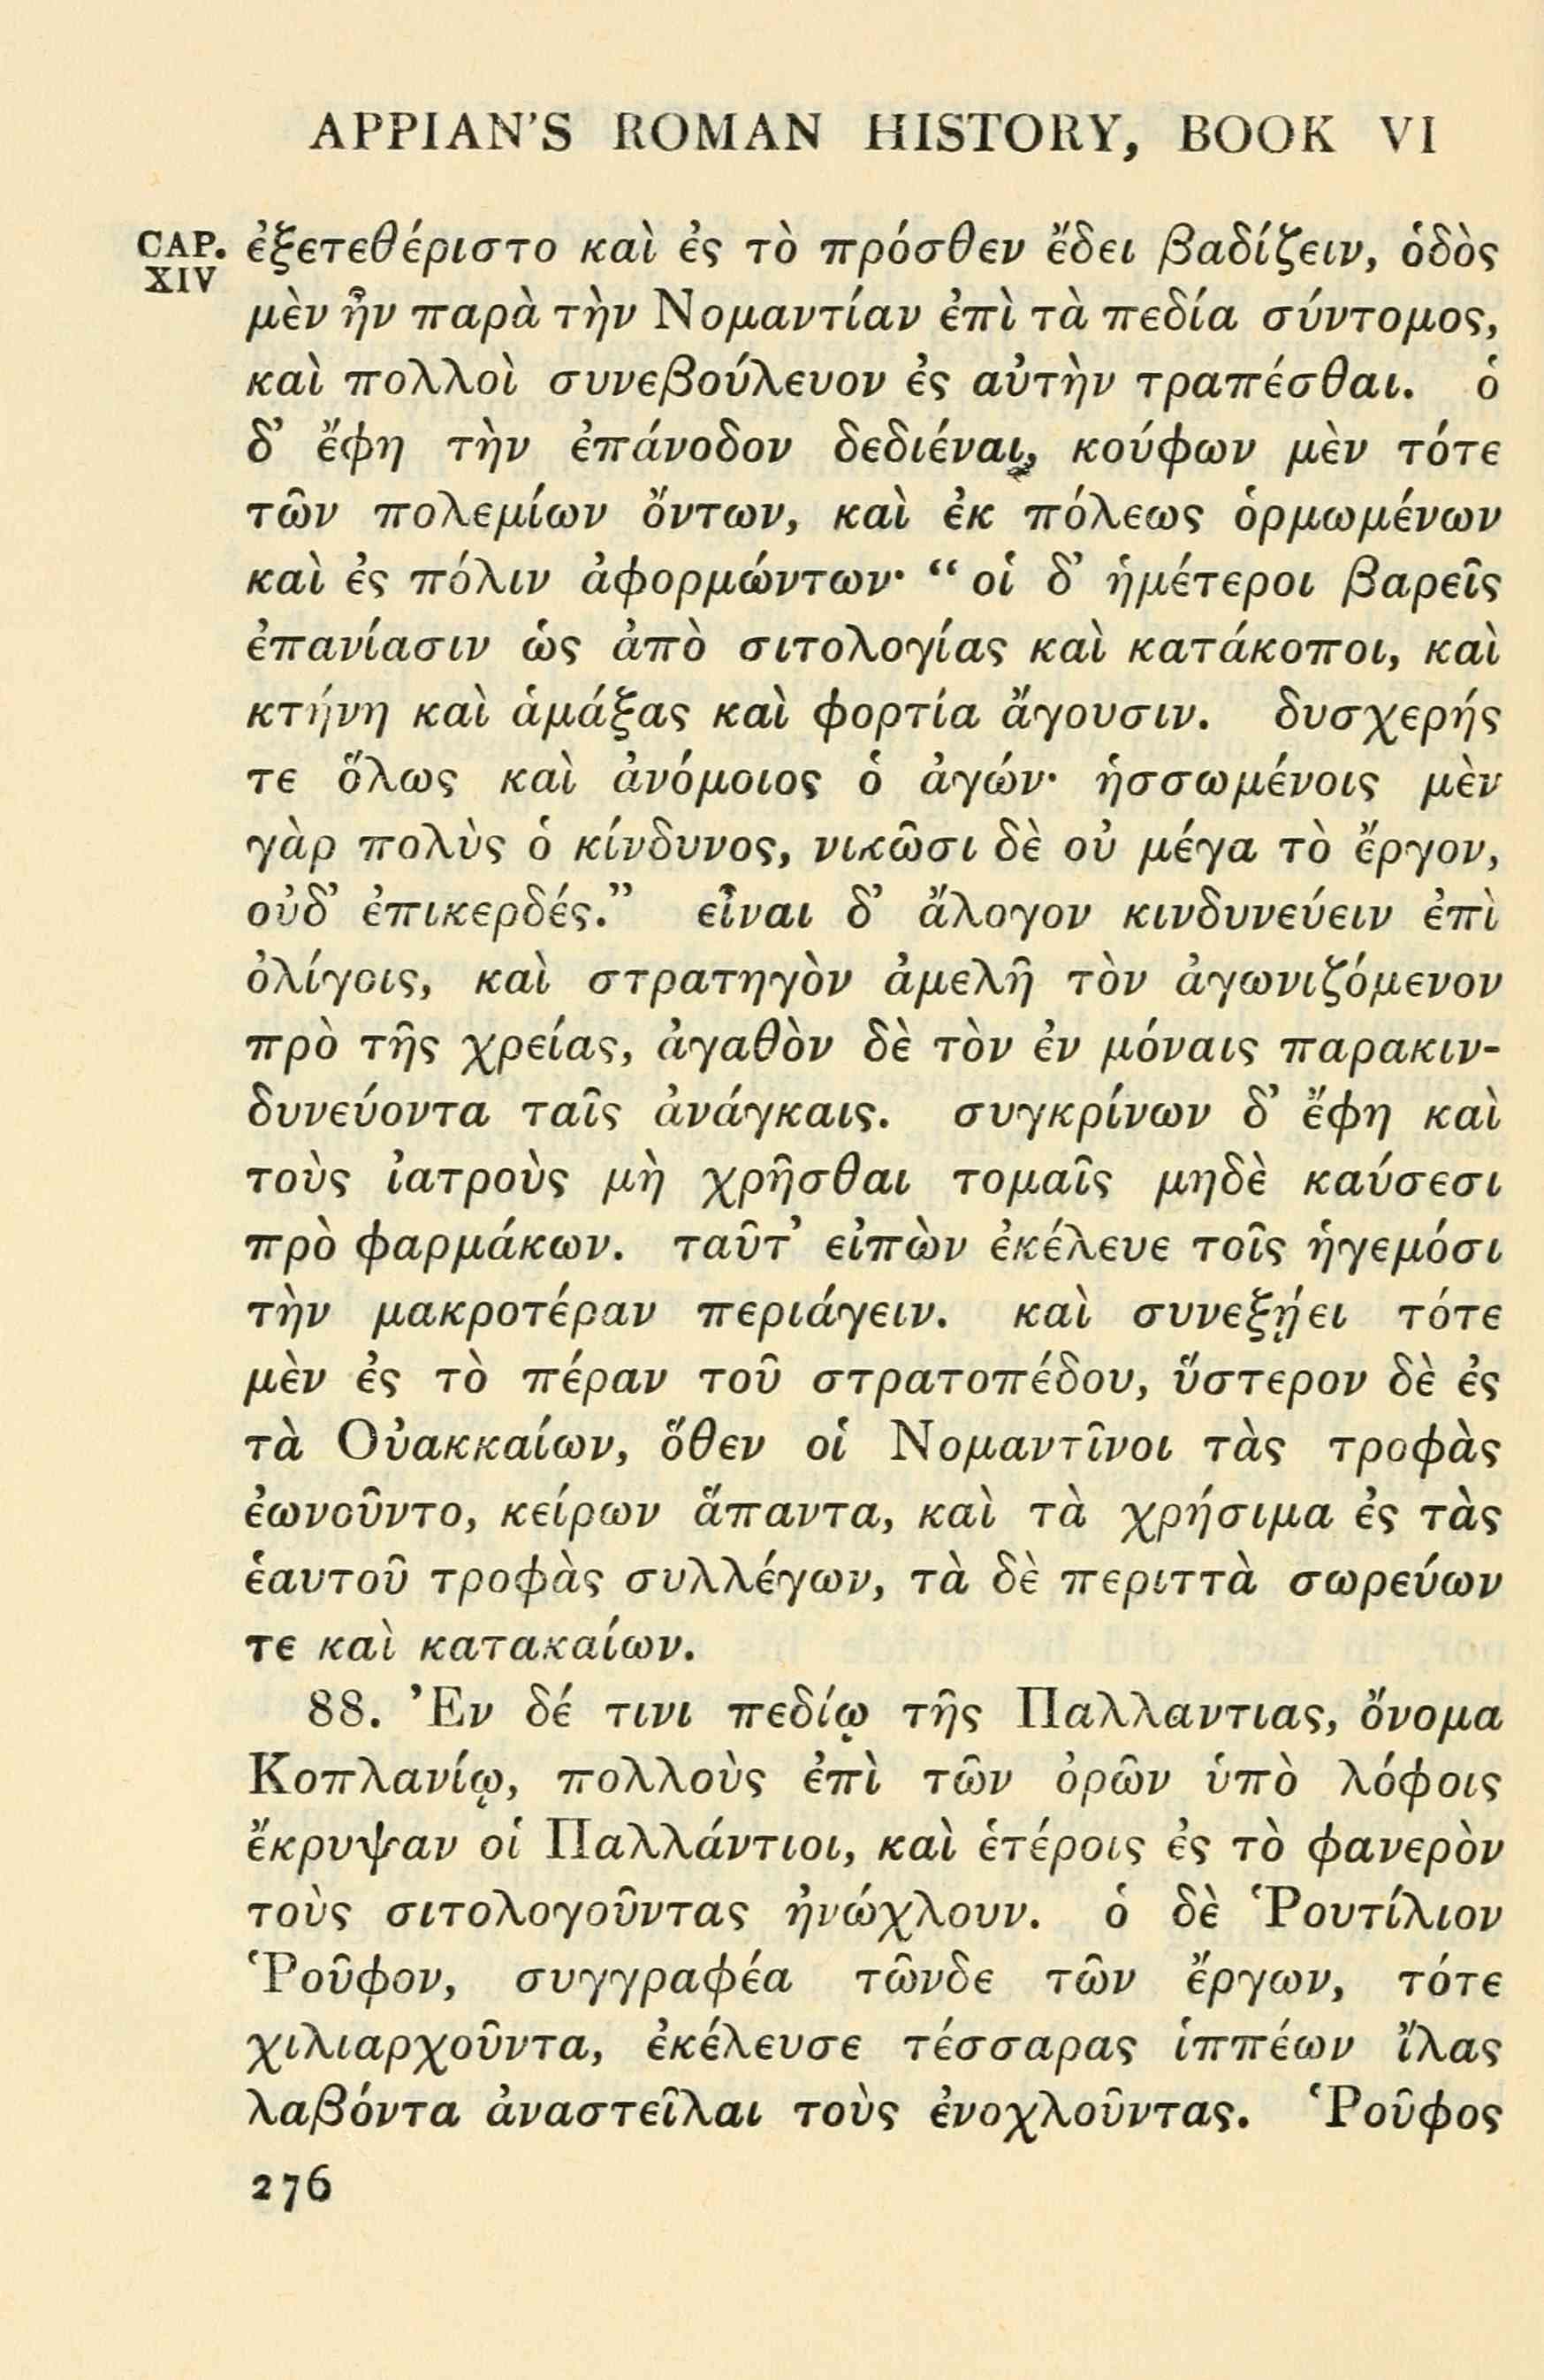 APPIAN'S ROMAN HISTORY, BOOK VI
CAP. XIV
ἐξετεθέριστο καὶ ἐς τὸ πρόσθεν ἔδει βαδίζειν, ὁδὸς
μὲν ἦν παρὰ τὴν Νομαντίαν ἐπὶ τὰ πεδία σύντομος,
καὶ πολλοὶ συνεβούλευον ἐς αὐτὴν τραπέσθαι. ὁ
δ' ἔφη τὴν ἐπάνοδον δεδιέναι, κούφων μὲν τότε
τῶν πολεμίων ὄντων, καὶ ἐκ πόλεως ὁρμωμένων
καὶ ἐς πόλιν ἀφορμώντων· “οἱ δ' ἡμέτεροι βαρεῖς
ἐπανίασιν ὡς ἀπὸ σιτολογίας καὶ κατάκοποι, καὶ
κτήνη καὶ ἁμάξας καὶ φορτία ἄγουσιν. δυσχερής
τε ὅλως καὶ ἀνόμοιος ὁ ἀγών· ἡσσωμένοις μὲν
γὰρ πολὺς ὁ κίνδυνος, νικῶσι δὲ οὐ μέγα τὸ ἔργον,
οὐδ' ἐπικερδές.” εἶναι δ' ἄλογον κινδυνεύειν ἐπὶ
ὀλίγοις, καὶ στρατηγὸν ἀμελῆ τὸν ἀγωνιζόμενον
πρὸ τῆς χρείας, ἀγαθὸν δὲ τὸν ἐν μόναις παρακιν-
δυνεύοντα ταῖς ἀνάγκαις. συγκρίνων δ' ἔφη καὶ
τοὺς ἰατροὺς μὴ χρῆσθαι τομαῖς μηδὲ καύσεσι
πρὸ φαρμάκων. ταῦτ' εἰπὼν ἐκέλευε τοῖς ἡγεμόσι
τὴν μακροτέραν περιάγειν. καὶ συνεξῄει τότε
μὲν ἐς τὸ πέραν τοῦ στρατοπέδου, ὕστερον δὲ ἐς
τὰ Οὐακκαίων, ὅθεν οἱ Νομαντῖνοι τὰς τροφὰς
ἐωνοῦντο, κείρων ἅπαντα, καὶ τὰ χρήσιμα ἐς τὰς
ἑαυτοῦ τροφὰς συλλέγων, τὰ δὲ περιττὰ σωρεύων
τε καὶ κατακαίων.
88. Ἐν δέ τινι πεδίῳ τῆς Παλλαντιας, ὄνομα
Κοπλανίῳ, πολλοὺς ἐπὶ τῶν ὀρῶν ὑπὸ λόφοις
ἔκρυψαν οἱ Παλλάντιοι, καὶ ἑτέροις ἐς τὸ φανερὸν
τοὺς σιτολογοῦντας ἠνώχλουν. ὁ δὲ Ῥουτίλιον
Ῥοῦφον, συγγραφέα τῶνδε τῶν ἔργων, τότε
χιλιαρχοῦντα, ἐκέλευσε τέσσαρας ἱππέων ἴλας
λαβόντα ἀναστεῖλαι τοὺς ἐνοχλοῦντας. Ῥοῦφος
276